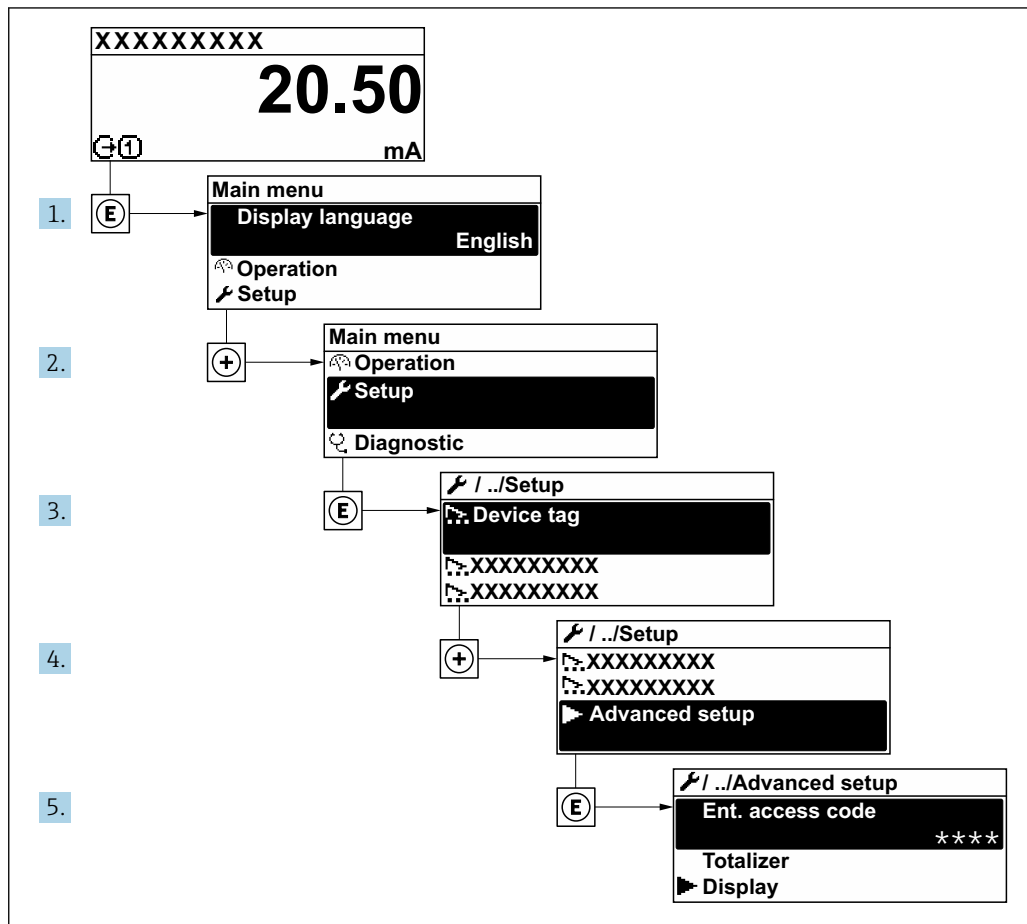 XXXXXXXXX
20.50
1 mA
1. E
Main menu
Display language
English
Operation
Setup
2. +
Main menu
Operation
Setup
Diagnostic
3. E
/ ../Setup
Device tag
XXXXXXXXX
XXXXXXXXX
4. +
/ ../Setup
XXXXXXXXX
XXXXXXXXX
Advanced setup
5. E
/ ../Advanced setup
Ent. access code
****
Totalizer
Display